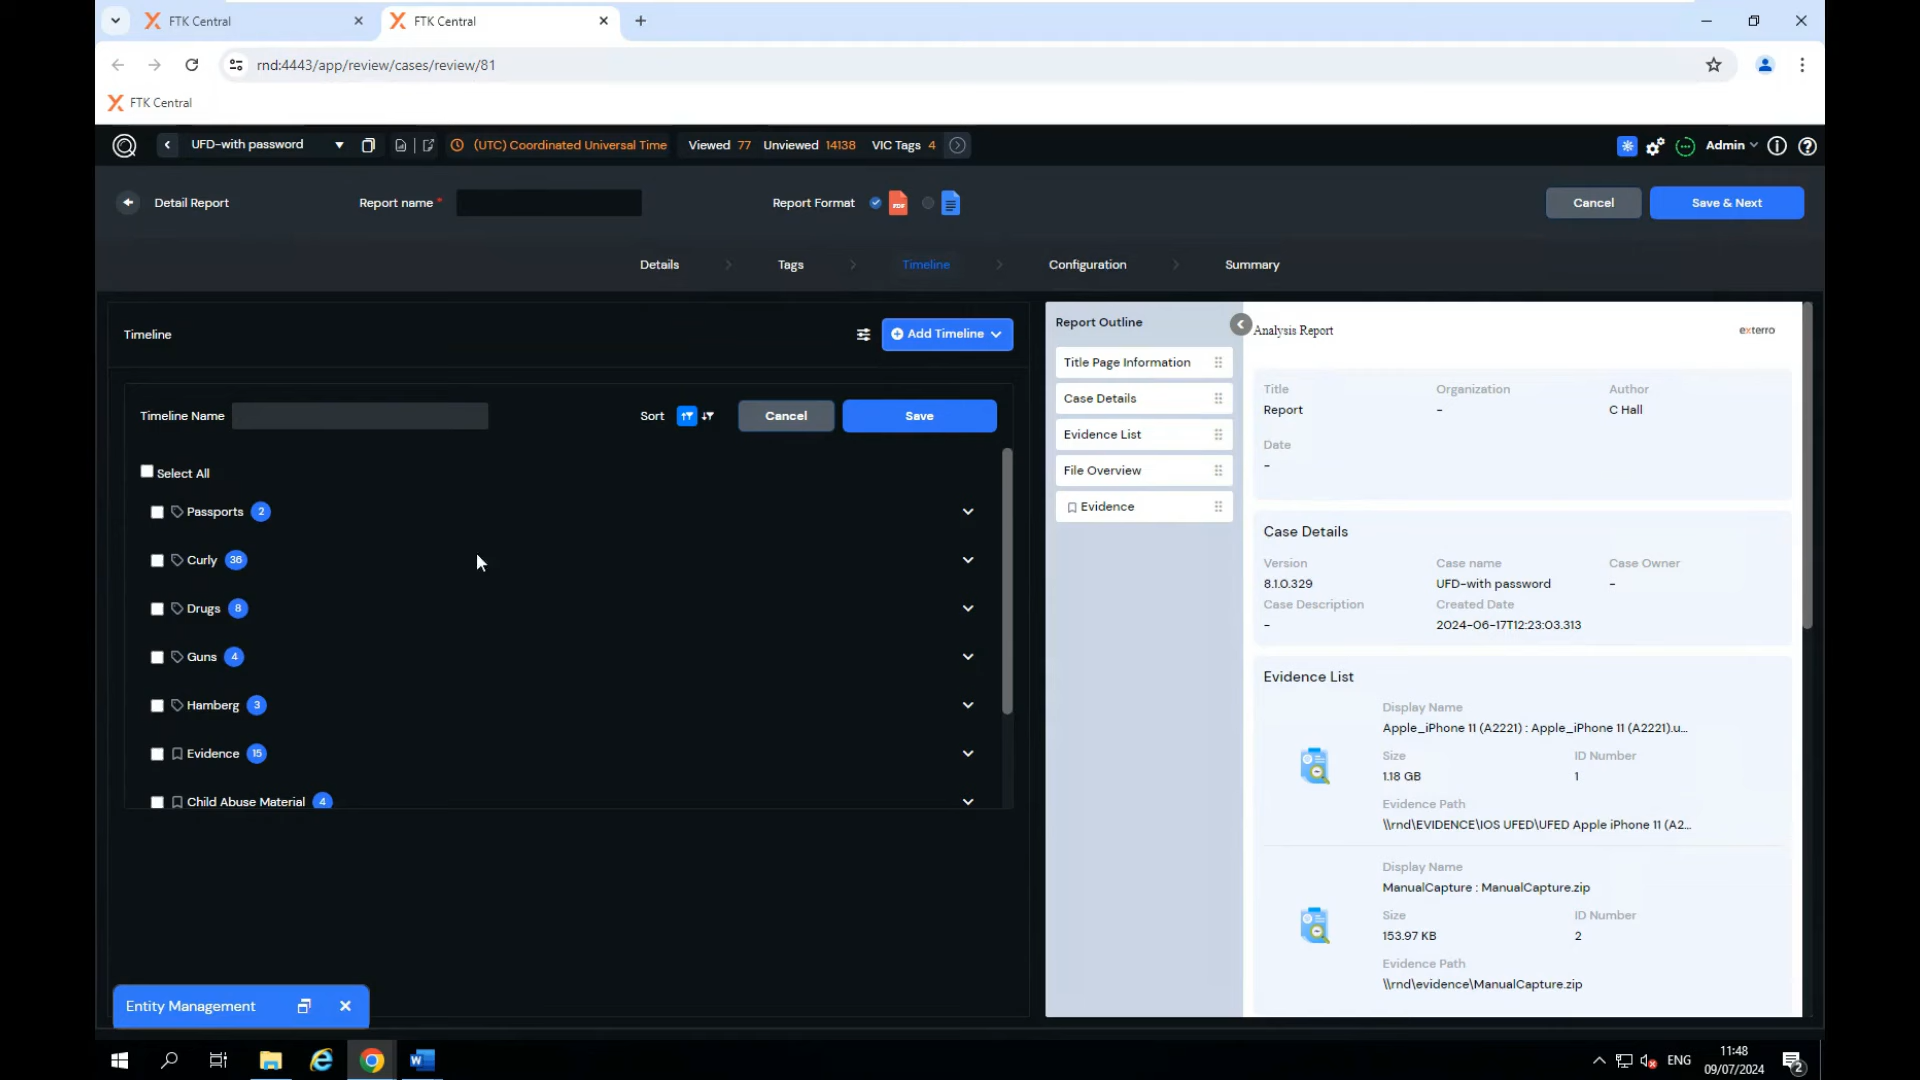 FTK Central
FTK Central
rnd:4443/app/review/cases/review/81
FTK Central
UFD-with password
(UTC) Coordinated Universal Time
Viewed 77 Unviewed 14138 VIC Tags 4
Admin
Detail Report
Report name *
Report Format
PDF
Cancel
Save & Next
Details
Tags
Timeline
Configuration
Summary
Timeline
Add Timeline
Timeline Name
Sort
Cancel
Save
Select All
Passports 2
Curly 36
Drugs 8
Guns 4
Hamberg 3
Evidence 15
Child Abuse Material 4
Entity Management
Report Outline
Title Page Information
Case Details
Evidence List
File Overview
Evidence
Analysis Report
exterro
Title Organization Author
Report - C Hall
Date
-
Case Details
Version Case name Case Owner
8.1.0.329 UFD-with password -
Case Description Created Date
- 2024-06-17T12:23:03.313
Evidence List
Display Name
Apple_iPhone 11 (A2221) : Apple_iPhone 11 (A2221).u...
Size ID Number
1.18 GB 1
Evidence Path
\\rnd\EVIDENCE\IOS UFED\UFED Apple iPhone 11 (A2...
Display Name
ManualCapture : ManualCapture.zip
Size ID Number
153.97 KB 2
Evidence Path
\\rnd\evidence\ManualCapture.zip
ENG
11:48
09/07/2024
2